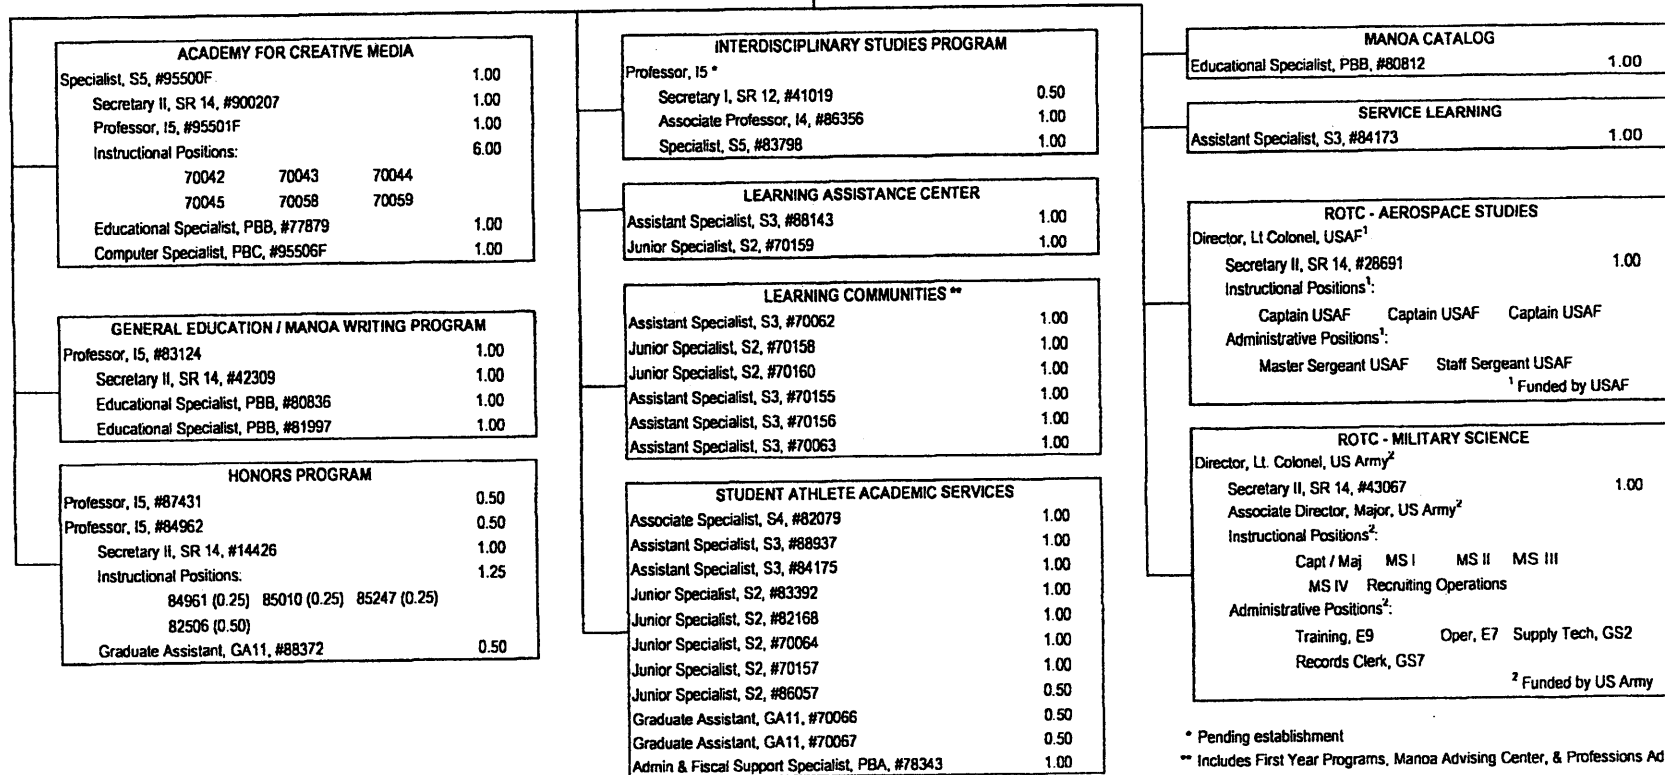 ACADEMY FOR CREATIVE MEDIA
Specialist, S5, #95500F 1.00
Secretary II, SR 14, #900207 1.00
Professor, I5, #95501F 1.00
Instructional Positions: 6.00
70042 70043 70044
70045 70058 70059
Educational Specialist, PBB, #77879 1.00
Computer Specialist, PBC, #95506F 1.00
GENERAL EDUCATION / MANOA WRITING PROGRAM
Professor, I5, #83124 1.00
Secretary II, SR 14, #42309 1.00
Educational Specialist, PBB, #80836 1.00
Educational Specialist, PBB, #81997 1.00
HONORS PROGRAM
Professor, I5, #87431 0.50
Professor, I5, #84962 0.50
Secretary II, SR 14, #14426 1.00
Instructional Positions: 1.25
84961 (0.25) 85010 (0.25) 85247 (0.25)
82506 (0.50)
Graduate Assistant, GA11, #88372 0.50
INTERDISCIPLINARY STUDIES PROGRAM
Professor, I5 *
Secretary I, SR 12, #41019 0.50
Associate Professor, I4, #86356 1.00
Specialist, S5, #83798 1.00
LEARNING ASSISTANCE CENTER
Assistant Specialist, S3, #88143 1.00
Junior Specialist, S2, #70159 1.00
LEARNING COMMUNITIES **
Assistant Specialist, S3, #70062 1.00
Junior Specialist, S2, #70158 1.00
Junior Specialist, S2, #70160 1.00
Assistant Specialist, S3, #70155 1.00
Assistant Specialist, S3, #70156 1.00
Assistant Specialist, S3, #70063 1.00
STUDENT ATHLETE ACADEMIC SERVICES
Associate Specialist, S4, #82079 1.00
Assistant Specialist, S3, #88937 1.00
Assistant Specialist, S3, #84175 1.00
Junior Specialist, S2, #83392 1.00
Junior Specialist, S2, #82168 1.00
Junior Specialist, S2, #70064 1.00
Junior Specialist, S2, #70157 1.00
Junior Specialist, S2, #86057 0.50
Graduate Assistant, GA11, #70066 0.50
Graduate Assistant, GA11, #70067 0.50
Admin & Fiscal Support Specialist, PBA, #78343 1.00
MANOA CATALOG
Educational Specialist, PBB, #80812 1.00
SERVICE LEARNING
Assistant Specialist, S3, #84173 1.00
ROTC - AEROSPACE STUDIES
Director, Lt Colonel, USAF¹
Secretary II, SR 14, #28691 1.00
Instructional Positions¹:
Captain USAF Captain USAF Captain USAF
Administrative Positions¹:
Master Sergeant USAF Staff Sergeant USAF
¹ Funded by USAF
ROTC - MILITARY SCIENCE
Director, Lt. Colonel, US Army²
Secretary II, SR 14, #43067 1.00
Associate Director, Major, US Army²
Instructional Positions²:
Capt / Maj MS I MS II MS III
MS IV Recruiting Operations
Administrative Positions²:
Training, E9 Oper, E7 Supply Tech, GS2
Records Clerk, GS7
² Funded by US Army
* Pending establishment
** Includes First Year Programs, Manoa Advising Center, & Professions Ad